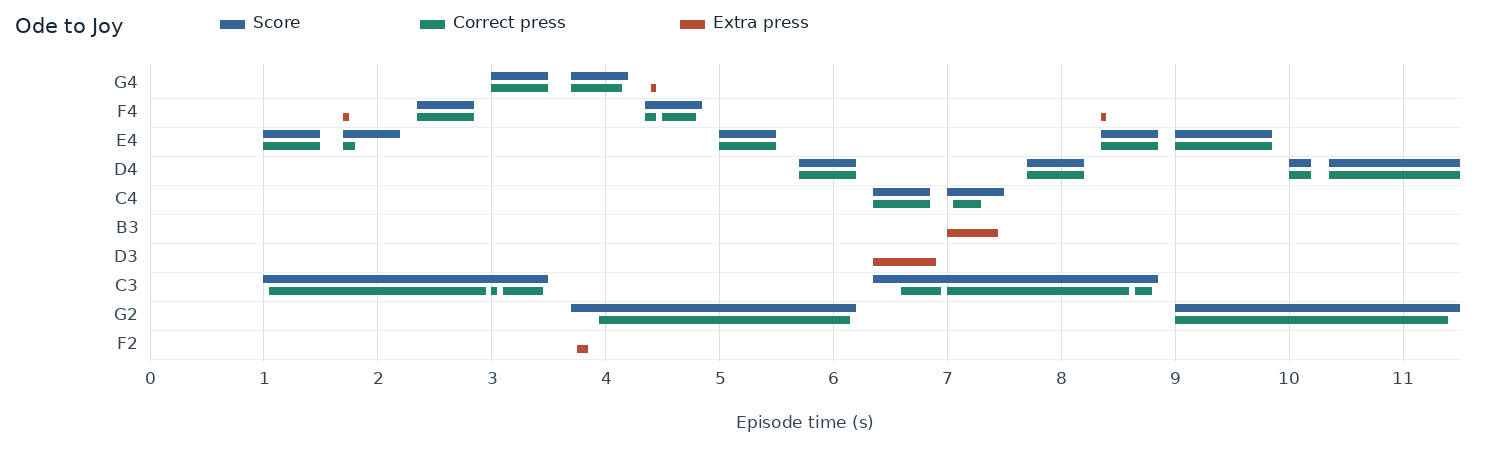 Ode to Joy
Score
Correct press
Extra press
G4
F4
E4
D4
C4
B3
D3
C3
G2
F2
0 1 2 3 4 5 6 7 8 9 10 11
Episode time (s)